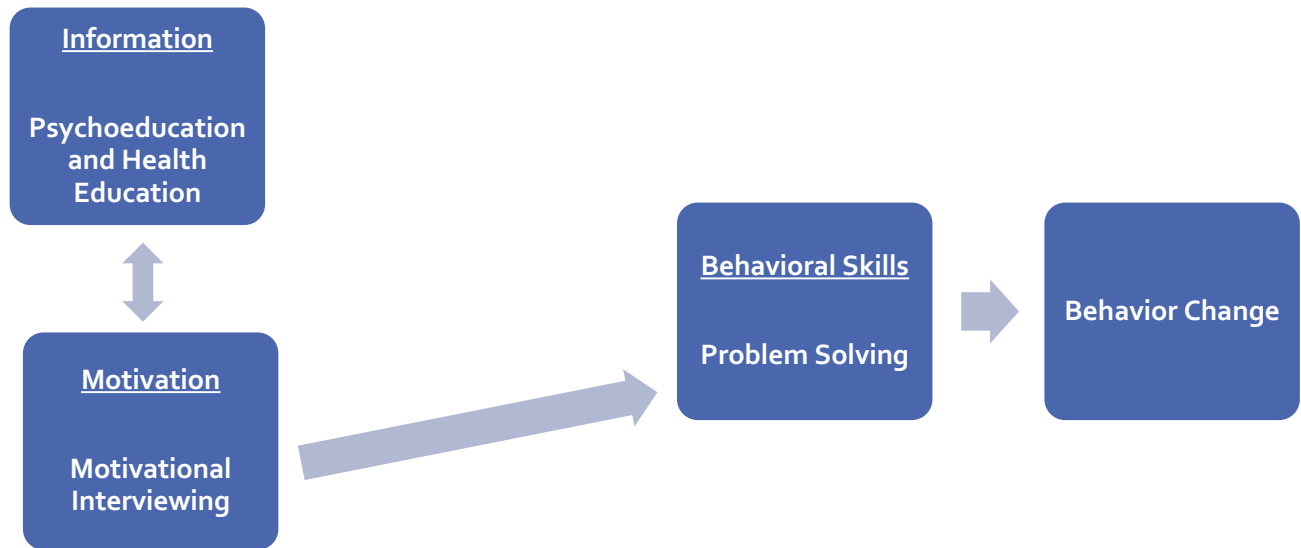 Information
Psychoeducation
and Health
Education
Motivation
Motivational
Interviewing
Behavioral Skills
Problem Solving
Behavior Change